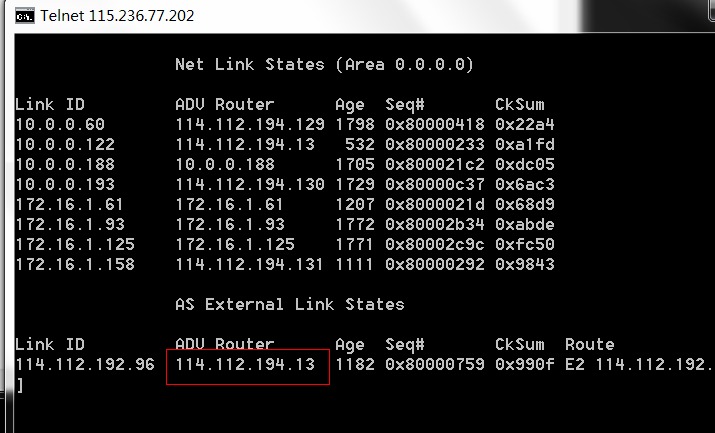 Telnet 115.236.77.202
Net Link States (Area 0.0.0.0)
Link ID ADV Router Age Seq# CkSum
10.0.0.60 114.112.194.129 1798 0x80000418 0x22a4
10.0.0.122 114.112.194.13 532 0x80000233 0xa1fd
10.0.0.188 10.0.0.188 1705 0x800021c2 0xdc05
10.0.0.193 114.112.194.130 1729 0x80000c37 0x6ac3
172.16.1.61 172.16.1.61 1207 0x8000021d 0x68d9
172.16.1.93 172.16.1.93 1772 0x80002b34 0xabde
172.16.1.125 172.16.1.125 1771 0x80002c9c 0xfc50
172.16.1.158 114.112.194.131 1111 0x80000292 0x9843
AS External Link States
Link ID ADV Router Age Seq# CkSum Route
114.112.192.96 114.112.194.13 1182 0x80000759 0x990f E2 114.112.192.
]